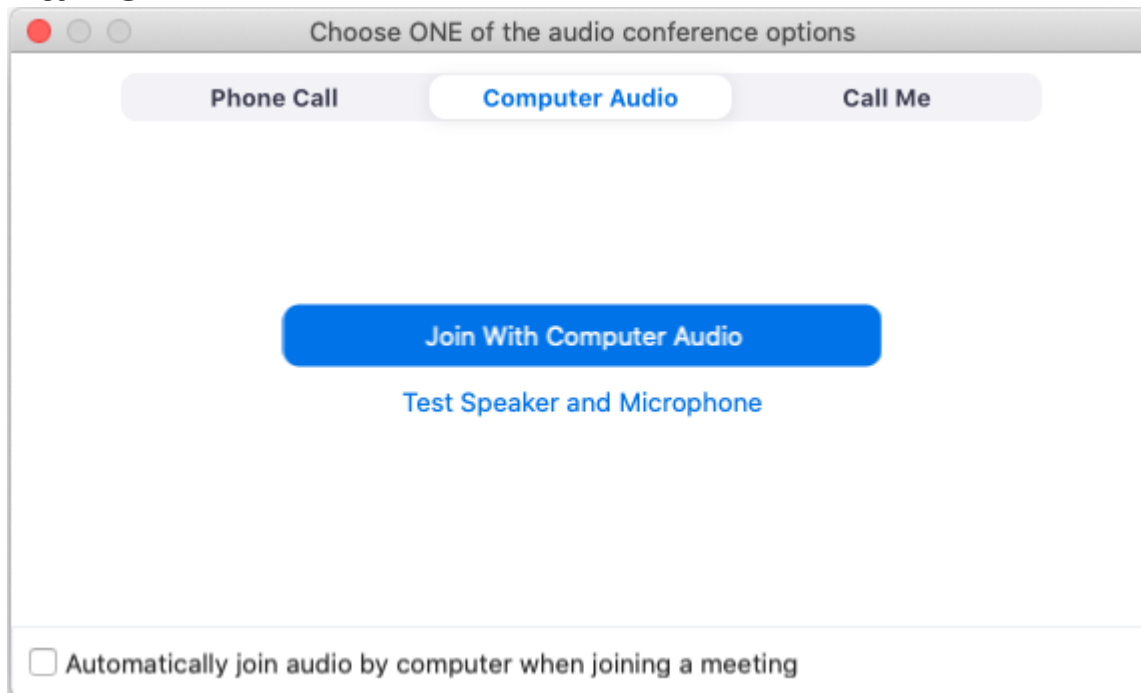 Choose ONE of the audio conference options
Phone Call Computer Audio Call Me
Join With Computer Audio
Test Speaker and Microphone
Automatically join audio by computer when joining a meeting